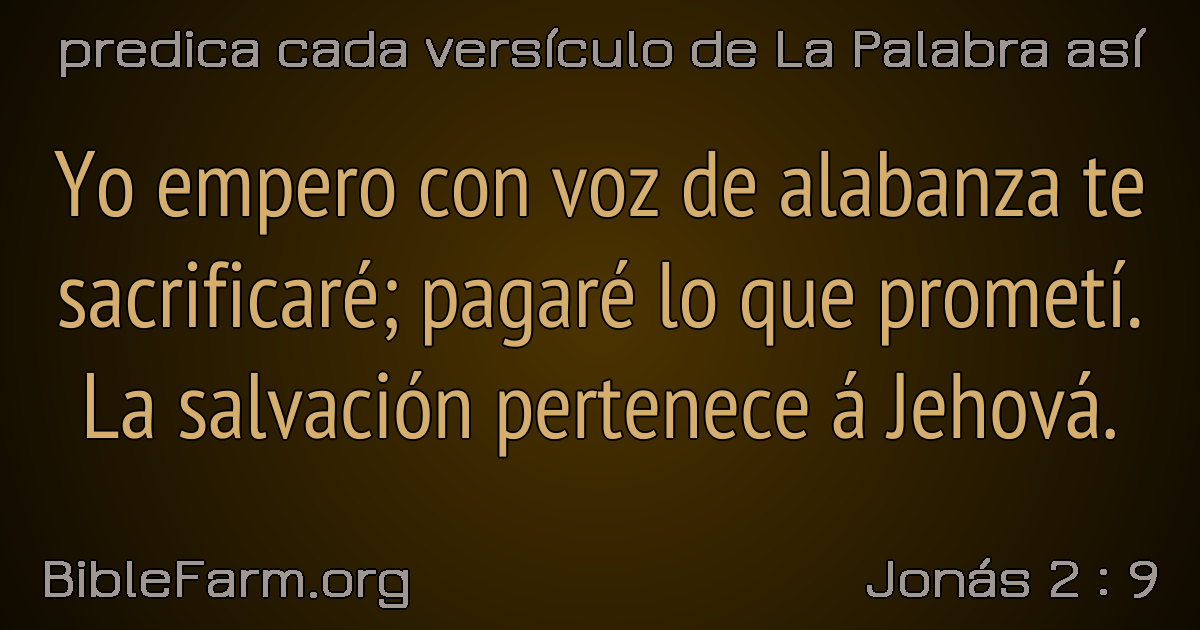 predica cada versículo de La Palabra así
Yo empero con voz de alabanza te
sacrificaré; pagaré lo que prometí.
La salvación pertenece á Jehová.
BibleFarm.org
Jonás 2 : 9